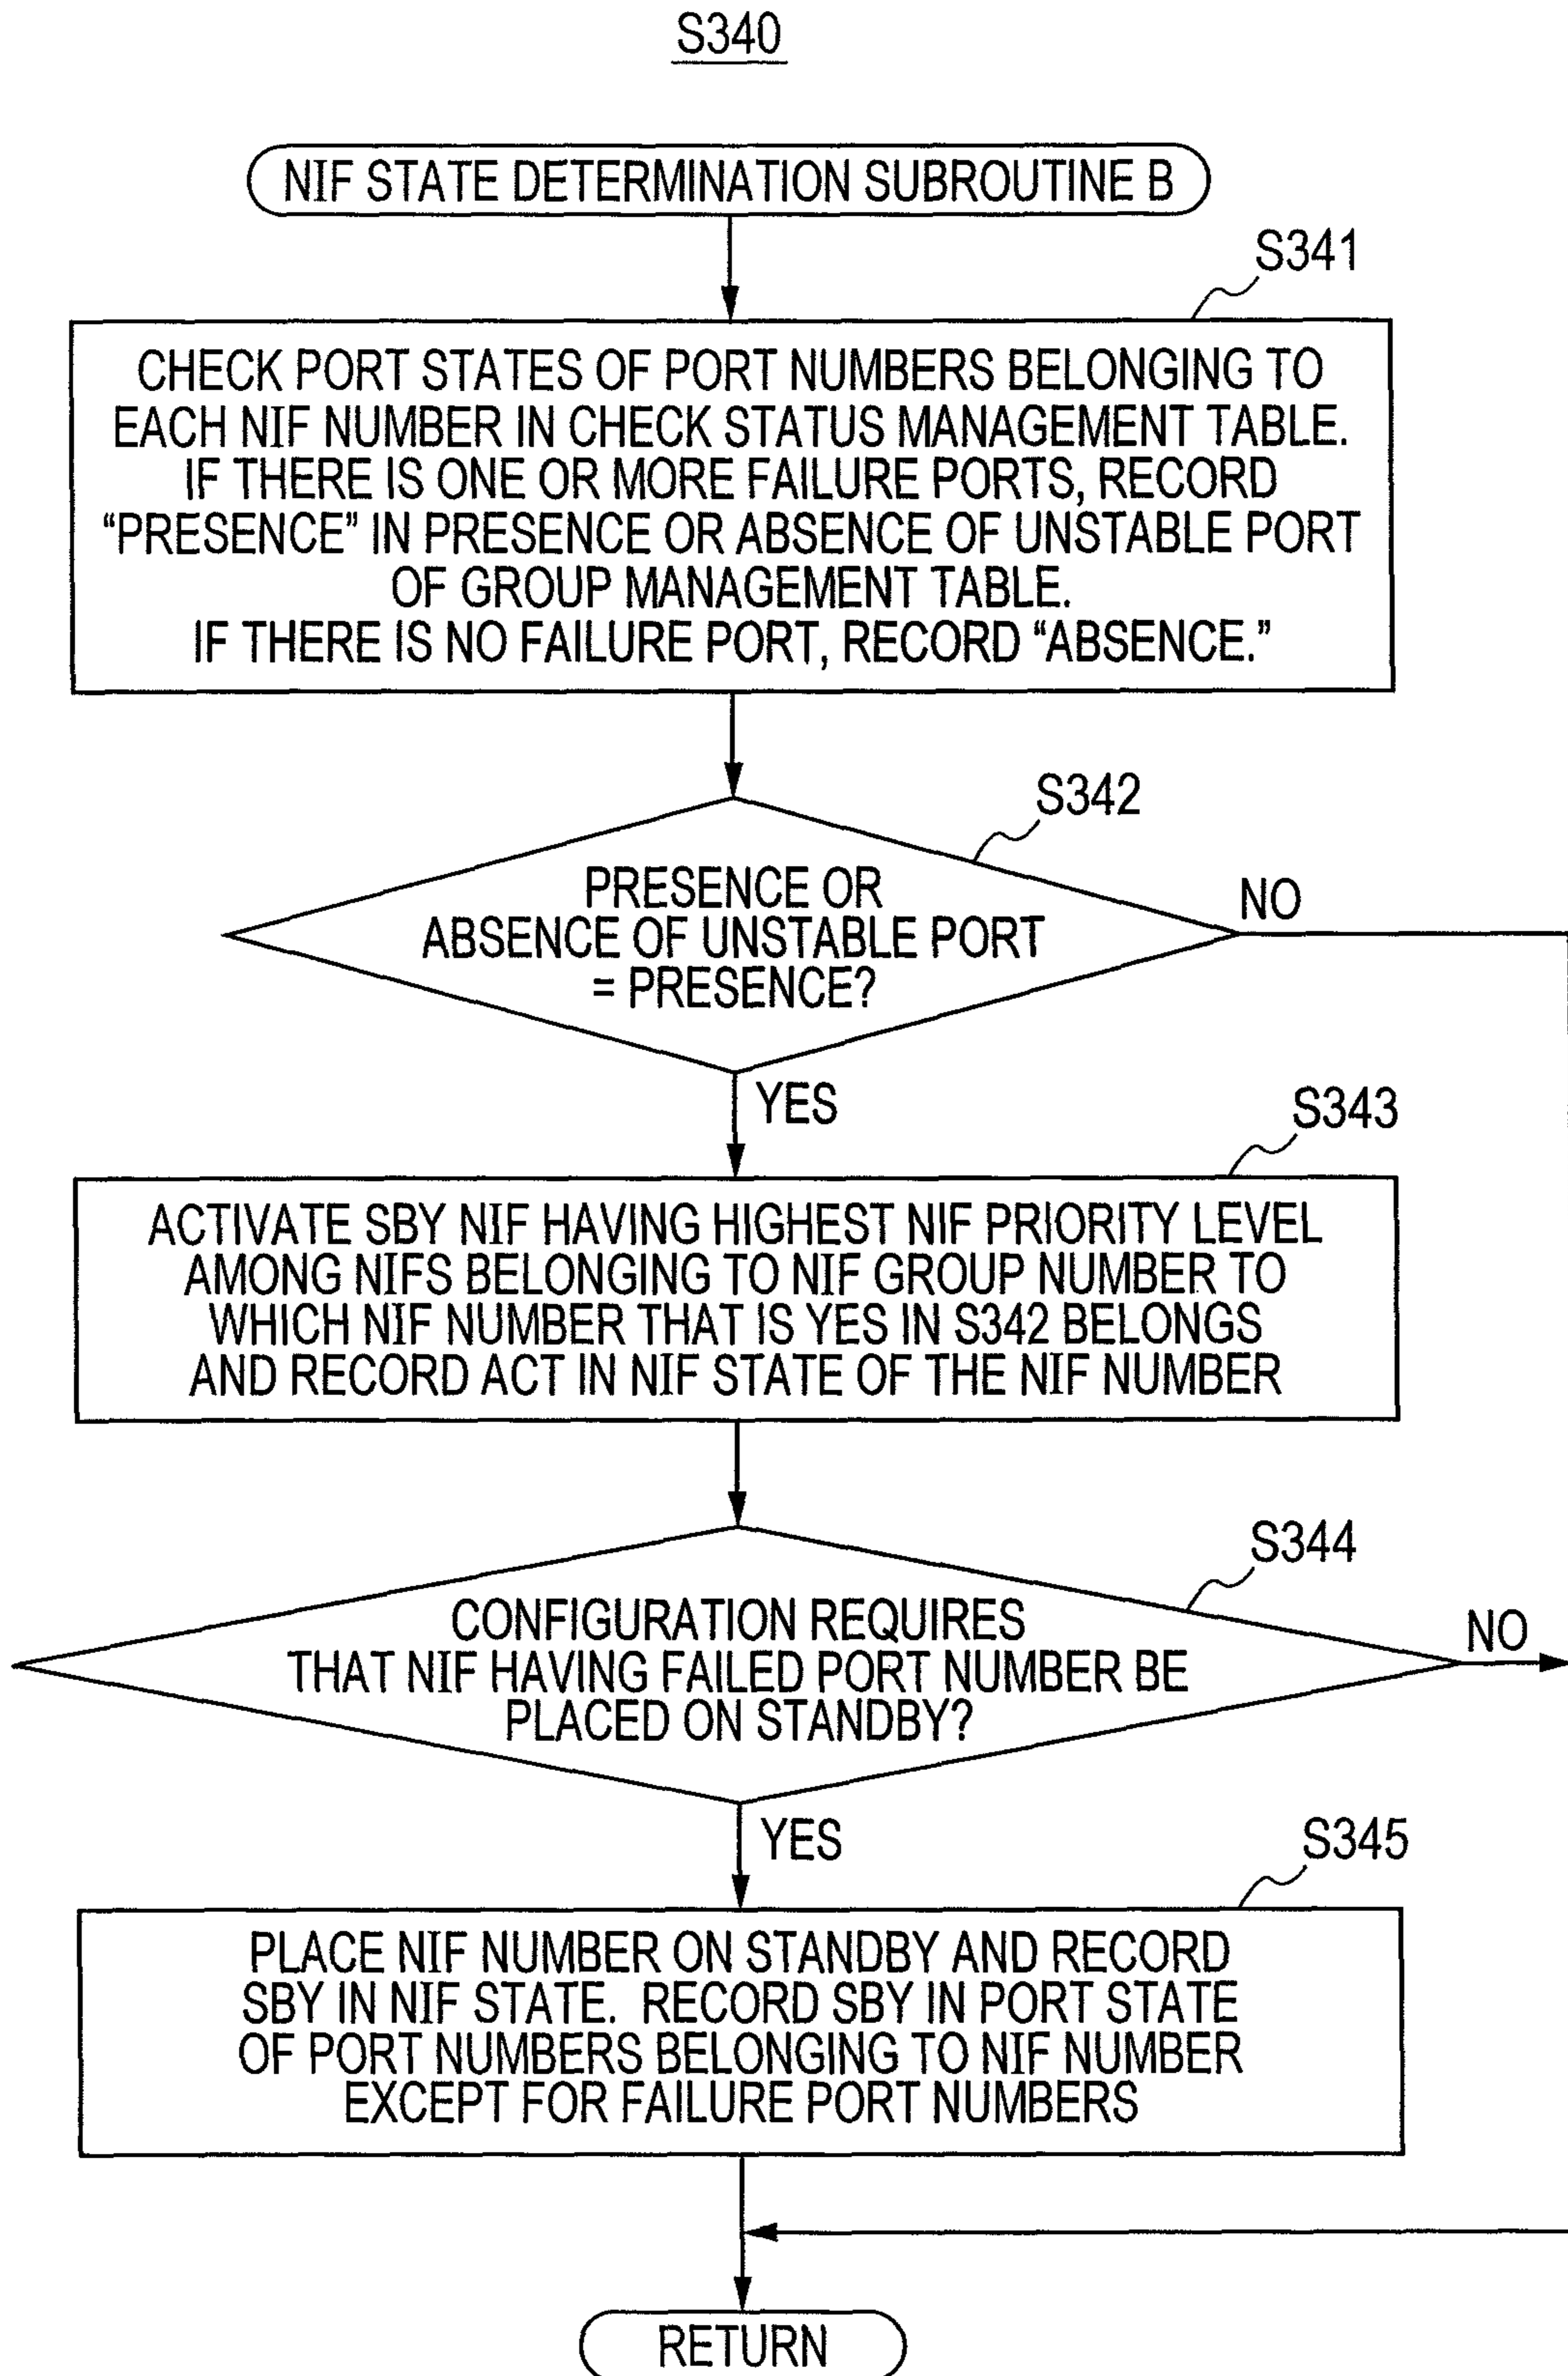 S340
NIF STATE DETERMINATION SUBROUTINE B
S341
CHECK PORT STATES OF PORT NUMBERS BELONGING TO
EACH NIF NUMBER IN CHECK STATUS MANAGEMENT TABLE.
IF THERE IS ONE OR MORE FAILURE PORTS, RECORD
“PRESENCE” IN PRESENCE OR ABSENCE OF UNSTABLE PORT
OF GROUP MANAGEMENT TABLE.
IF THERE IS NO FAILURE PORT, RECORD “ABSENCE.”
S342
PRESENCE OR
ABSENCE OF UNSTABLE PORT
= PRESENCE?
NO
YES
S343
ACTIVATE SBY NIF HAVING HIGHEST NIF PRIORITY LEVEL
AMONG NIFS BELONGING TO NIF GROUP NUMBER TO
WHICH NIF NUMBER THAT IS YES IN S342 BELONGS
AND RECORD ACT IN NIF STATE OF THE NIF NUMBER
S344
CONFIGURATION REQUIRES
THAT NIF HAVING FAILED PORT NUMBER BE
PLACED ON STANDBY?
NO
YES
S345
PLACE NIF NUMBER ON STANDBY AND RECORD
SBY IN NIF STATE. RECORD SBY IN PORT STATE
OF PORT NUMBERS BELONGING TO NIF NUMBER
EXCEPT FOR FAILURE PORT NUMBERS
RETURN